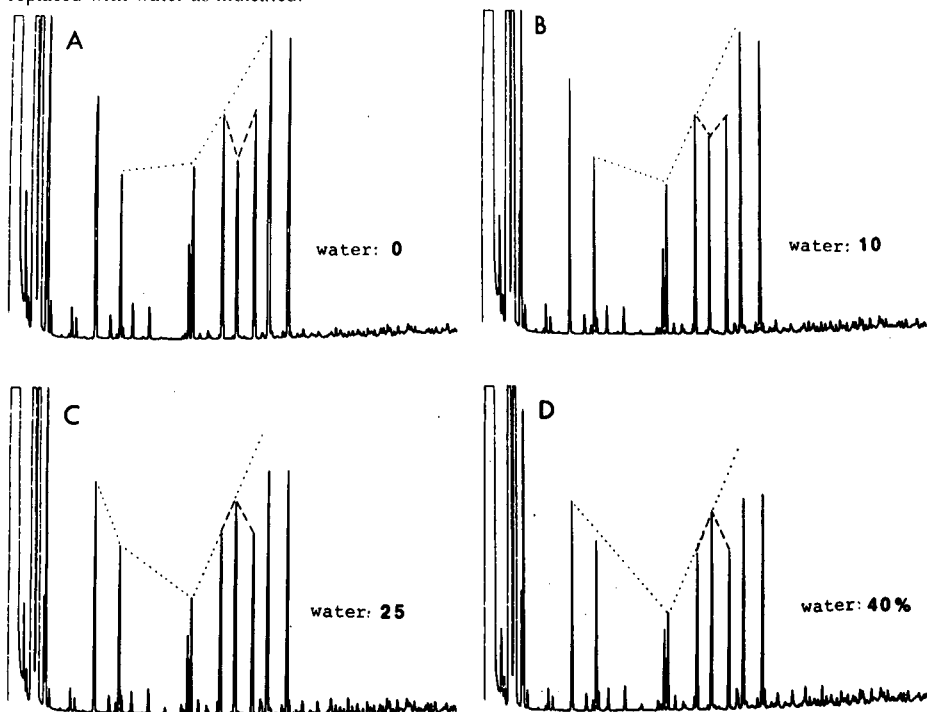 replaced with water as indicated.
A
B
water: 0
water: 10
C
D
water: 25
water: 40%